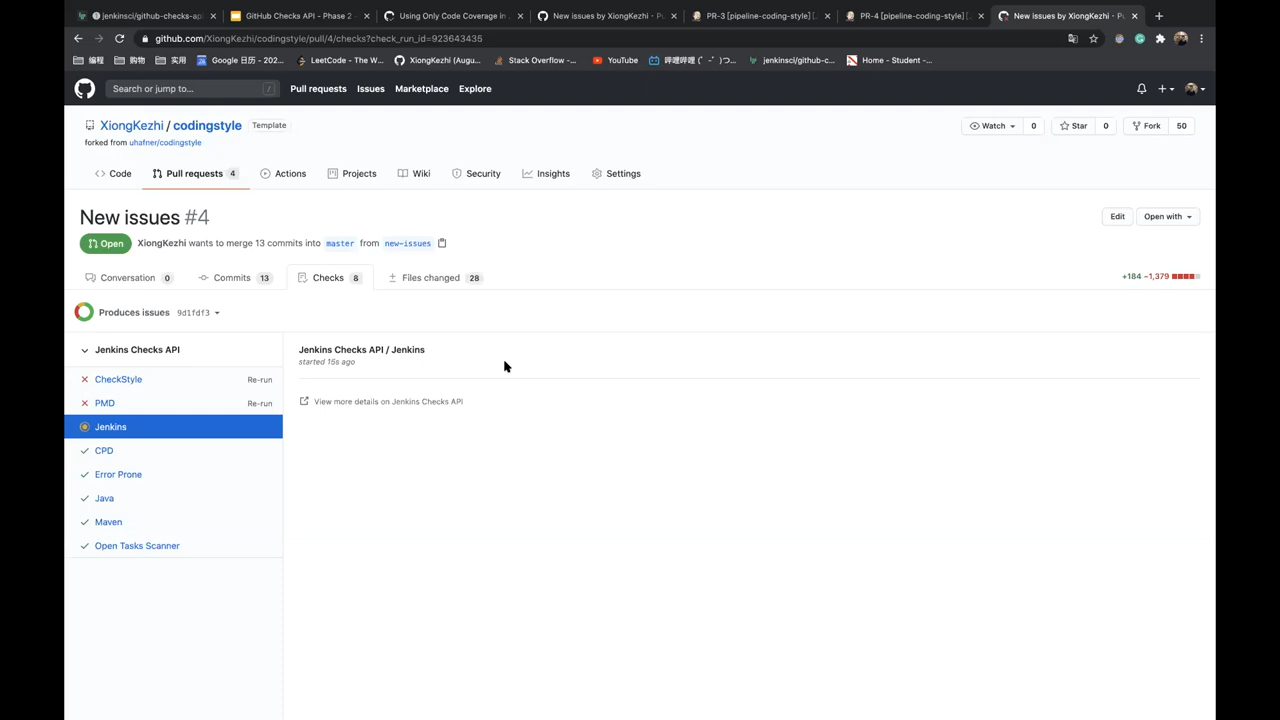 jenkinsci/github-checks-ap
GitHub Checks API - Phase 2 -
Using Only Code Coverage in
New issues by XiongKezhi · Pu
PR-3 [pipeline-coding-style]
PR-4 [pipeline-coding-style]
New issues by XiongKezhi · Pu
github.com/XiongKezhi/codingstyle/pull/4/checks?check_run_id=923643435
编程
购物
实用
Google 日历 - 202...
LeetCode - The W...
XiongKezhi (Augu...
Stack Overflow -...
YouTube
哔哩哔哩 (゜-゜)つ...
jenkinsci/github-c...
Home - Student -...
Search or jump to... /
Pull requests Issues Marketplace Explore
XiongKezhi / codingstyle Template
forked from uhafner/codingstyle
Watch 0 Star 0 Fork 50
Code Pull requests 4 Actions Projects Wiki Security Insights Settings
New issues #4
Edit Open with
Open XiongKezhi wants to merge 13 commits into master from new-issues
Conversation 0 Commits 13 Checks 8 Files changed 28
+184 −1,379
Produces issues 9d1fdf3
Jenkins Checks API
CheckStyle Re-run
PMD Re-run
Jenkins
CPD
Error Prone
Java
Maven
Open Tasks Scanner
Jenkins Checks API / Jenkins
started 15s ago
View more details on Jenkins Checks API